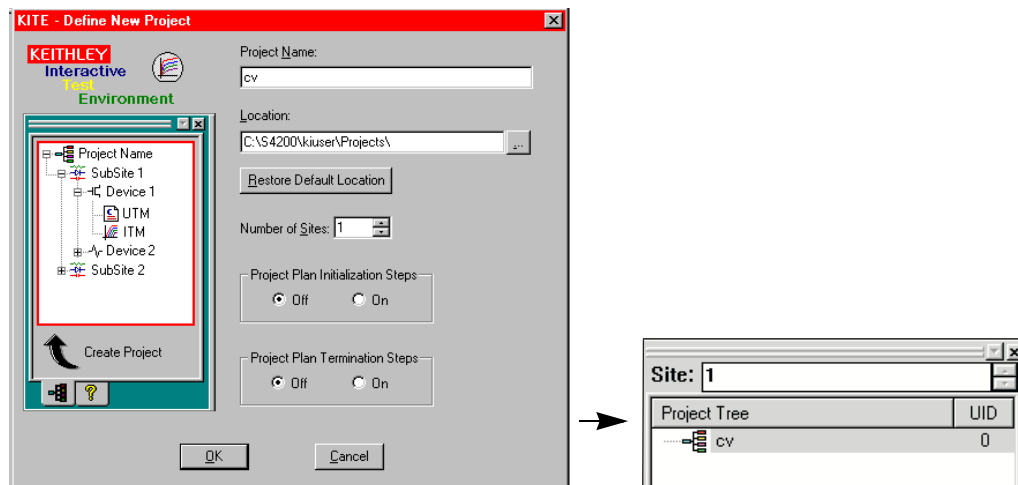 KITE - Define New Project
KEITHLEY
Interactive
Test
Environment
Project Name
SubSite 1
Device 1
UTM
ITM
Device 2
SubSite 2
Create Project
Project Name:
cv
Location:
C:\S4200\kiuser\Projects\
...
Restore Default Location
Number of Sites: 1
Project Plan Initialization Steps
Off On
Project Plan Termination Steps
Off On
OK Cancel
Site: 1
Project Tree UID
cv 0